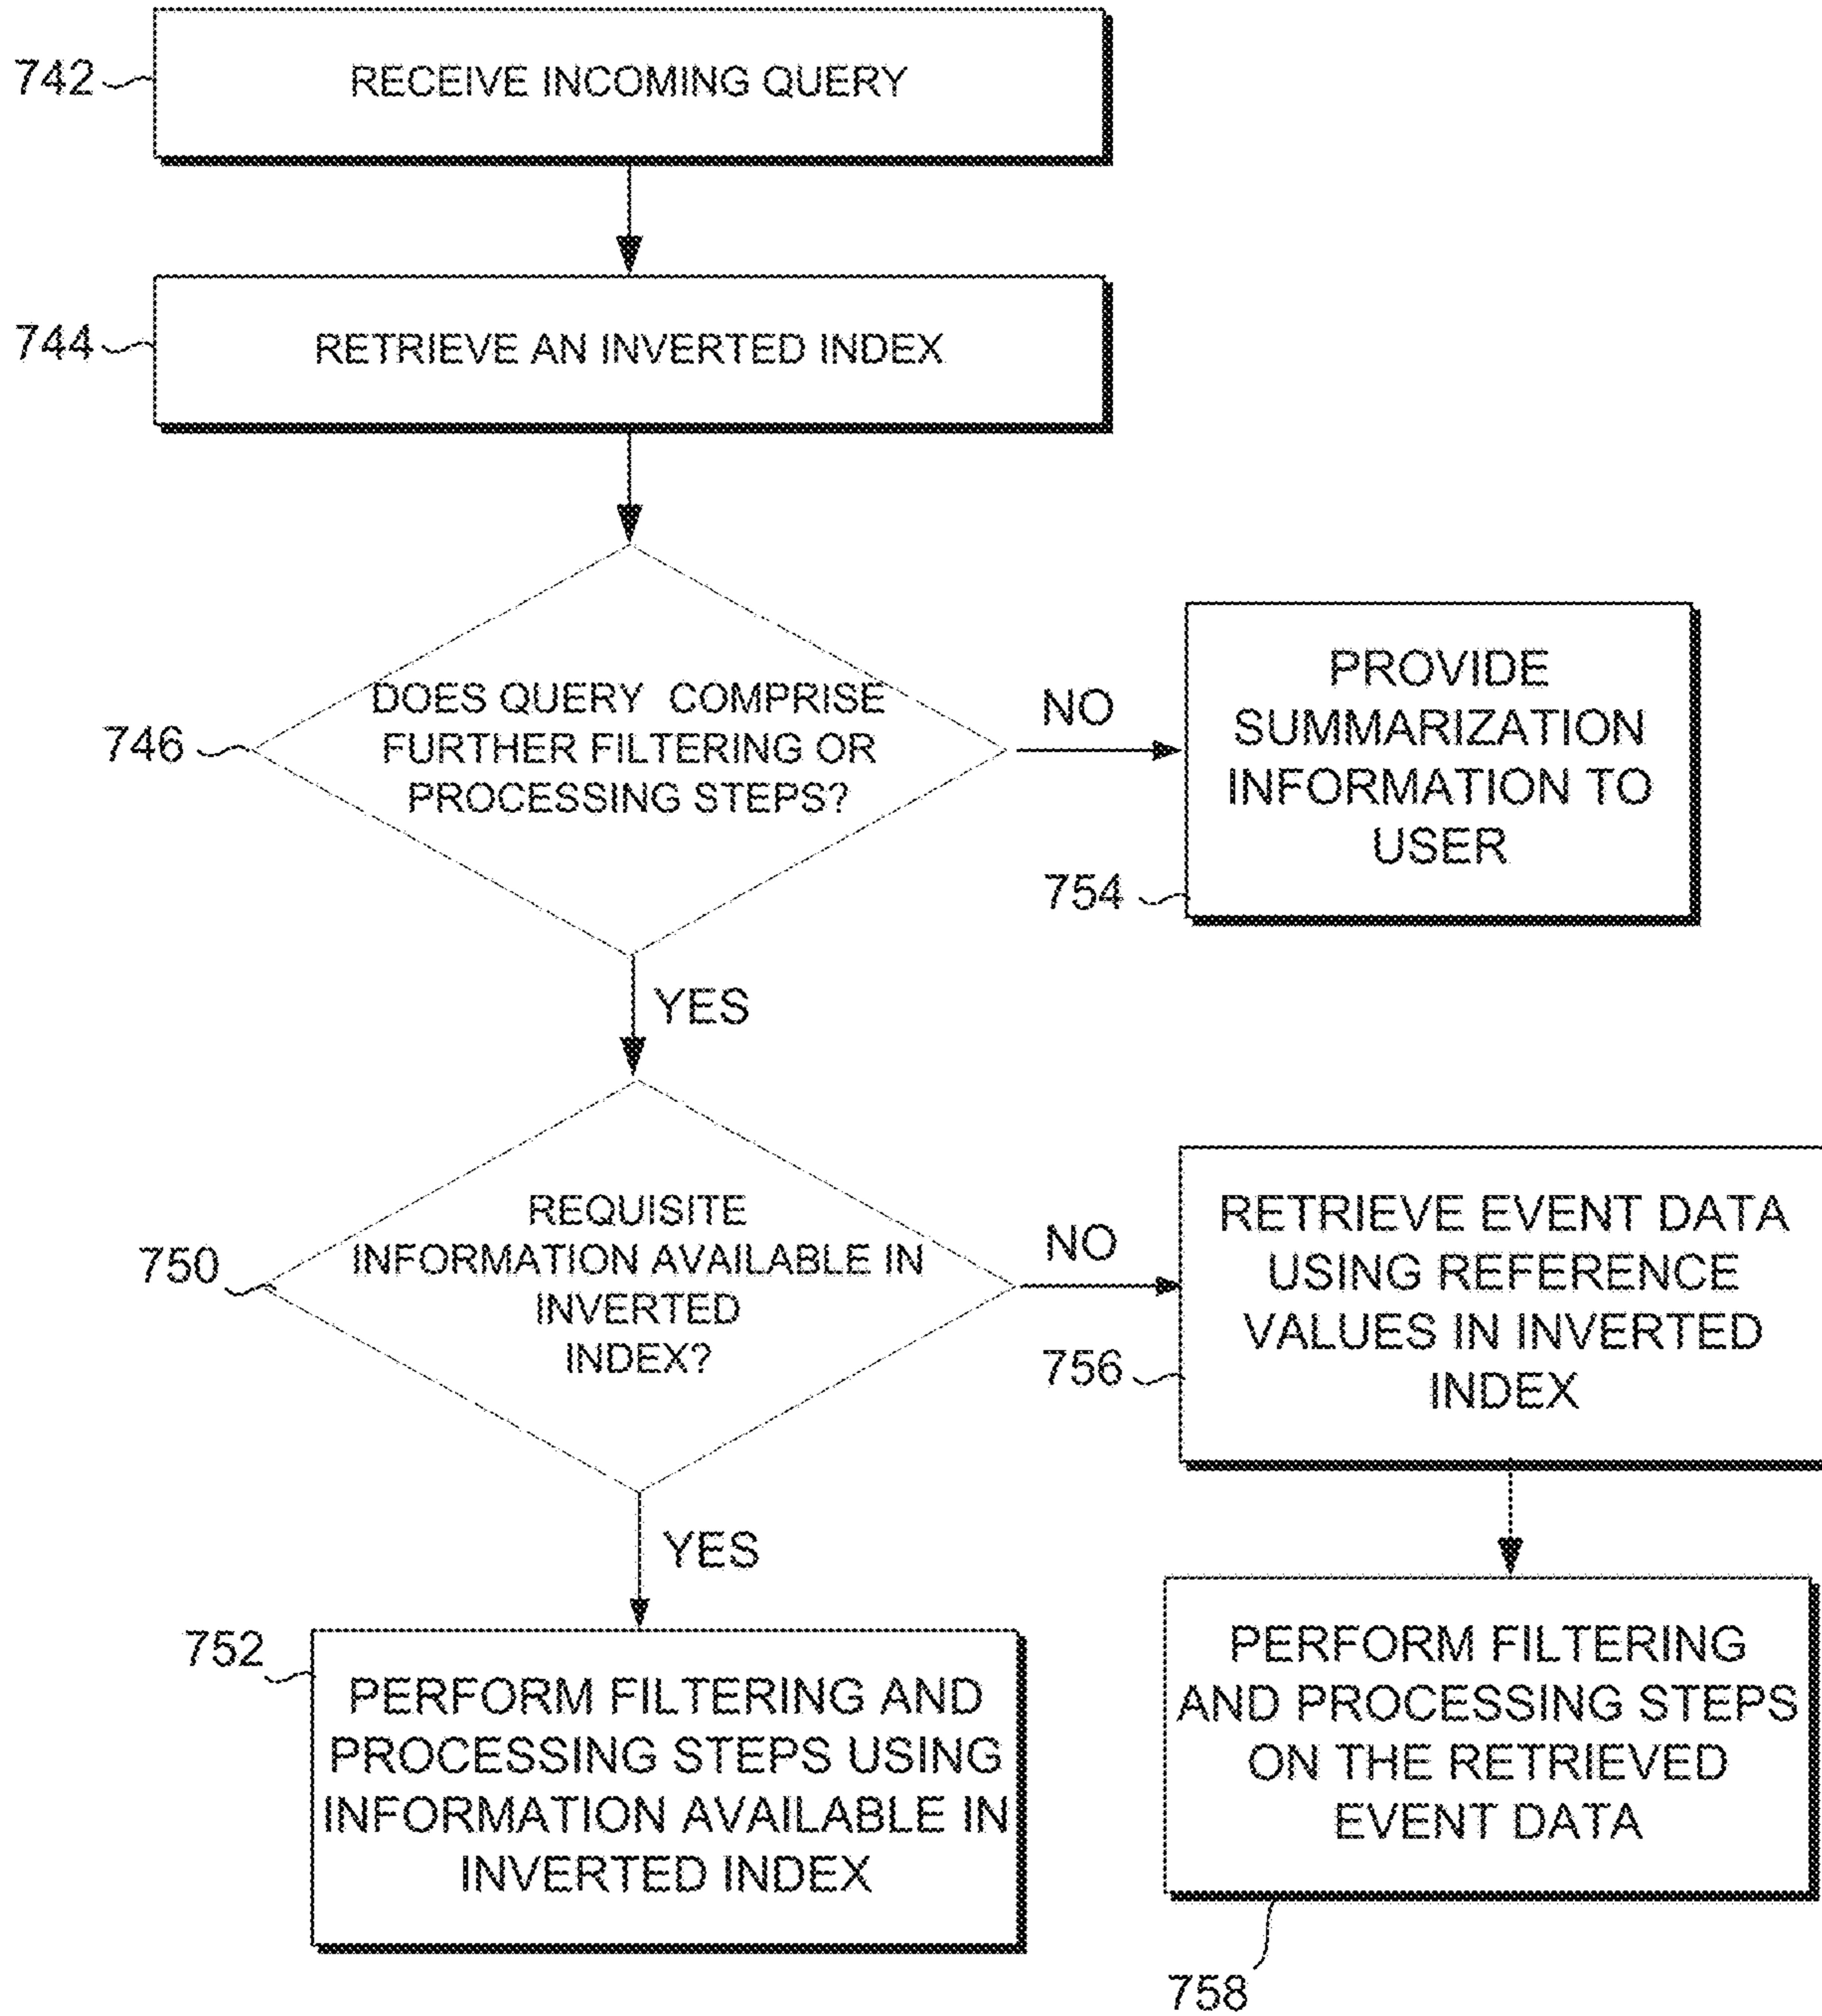 742
RECEIVE INCOMING QUERY
744
RETRIEVE AN INVERTED INDEX
746
DOES QUERY COMPRISE
FURTHER FILTERING OR
PROCESSING STEPS?
NO
PROVIDE
SUMMARIZATION
INFORMATION TO
USER
754
YES
750
REQUISITE
INFORMATION AVAILABLE IN
INVERTED
INDEX?
NO
RETRIEVE EVENT DATA
USING REFERENCE
VALUES IN INVERTED
INDEX
756
YES
752
PERFORM FILTERING AND
PROCESSING STEPS USING
INFORMATION AVAILABLE IN
INVERTED INDEX
PERFORM FILTERING
AND PROCESSING STEPS
ON THE RETRIEVED
EVENT DATA
758